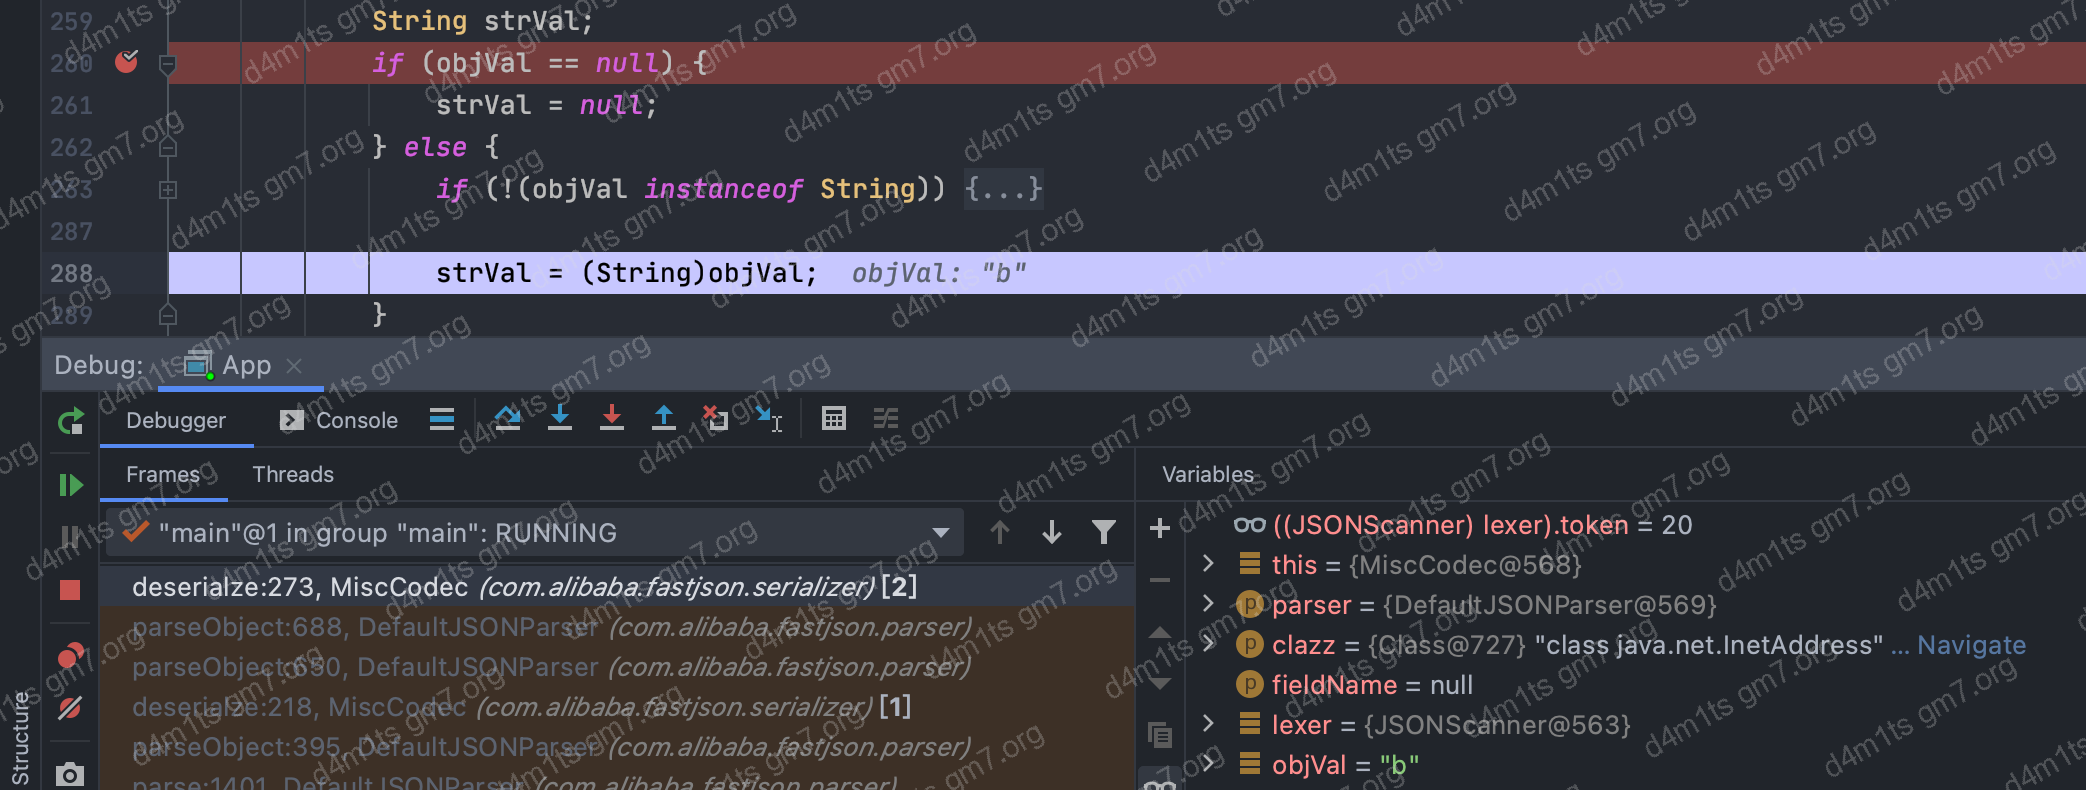 259 String strVal;
260 if (objVal == null) {
261 strVal = null;
262 } else {
263 if (!(objVal instanceof String)) {...}
287
288 strVal = (String)objVal; objVal: "b"
289 }
Debug: App
Debugger Console
Frames Threads
"main"@1 in group "main": RUNNING
deserialze:273, MiscCodec (com.alibaba.fastjson.serializer) [2]
parseObject:688, DefaultJSONParser (com.alibaba.fastjson.parser)
parseObject:650, DefaultJSONParser (com.alibaba.fastjson.parser)
deserialze:218, MiscCodec (com.alibaba.fastjson.serializer) [1]
parseObject:395, DefaultJSONParser (com.alibaba.fastjson.parser)
parse:1401, DefaultJSONParser (com.alibaba.fastjson.parser)
Variables
((JSONScanner) lexer).token = 20
this = {MiscCodec@568}
parser = {DefaultJSONParser@569}
clazz = {Class@727} "class java.net.InetAddress" ... Navigate
fieldName = null
lexer = {JSONScanner@563}
objVal = "b"
Structure
d4m1ts gm7.org